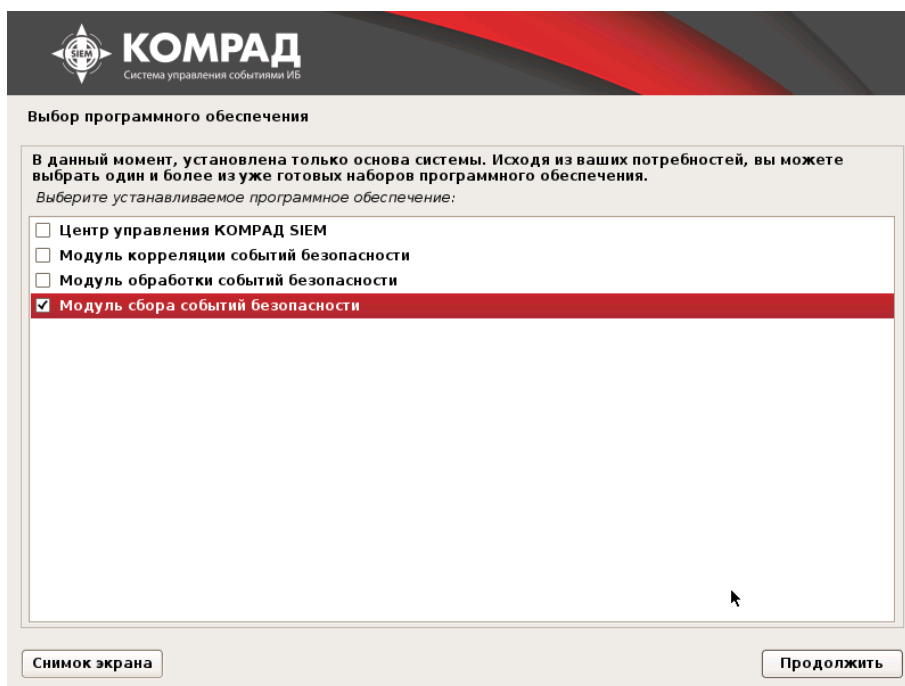 SIEM
КОМРАД
Система управления событиями ИБ
Выбор программного обеспечения
В данный момент, установлена только основа системы. Исходя из ваших потребностей, вы можете
выбрать один и более из уже готовых наборов программного обеспечения.
Выберите устанавливаемое программное обеспечение:
Центр управления КОМРАД SIEM
Модуль корреляции событий безопасности
Модуль обработки событий безопасности
Модуль сбора событий безопасности
Снимок экрана
Продолжить